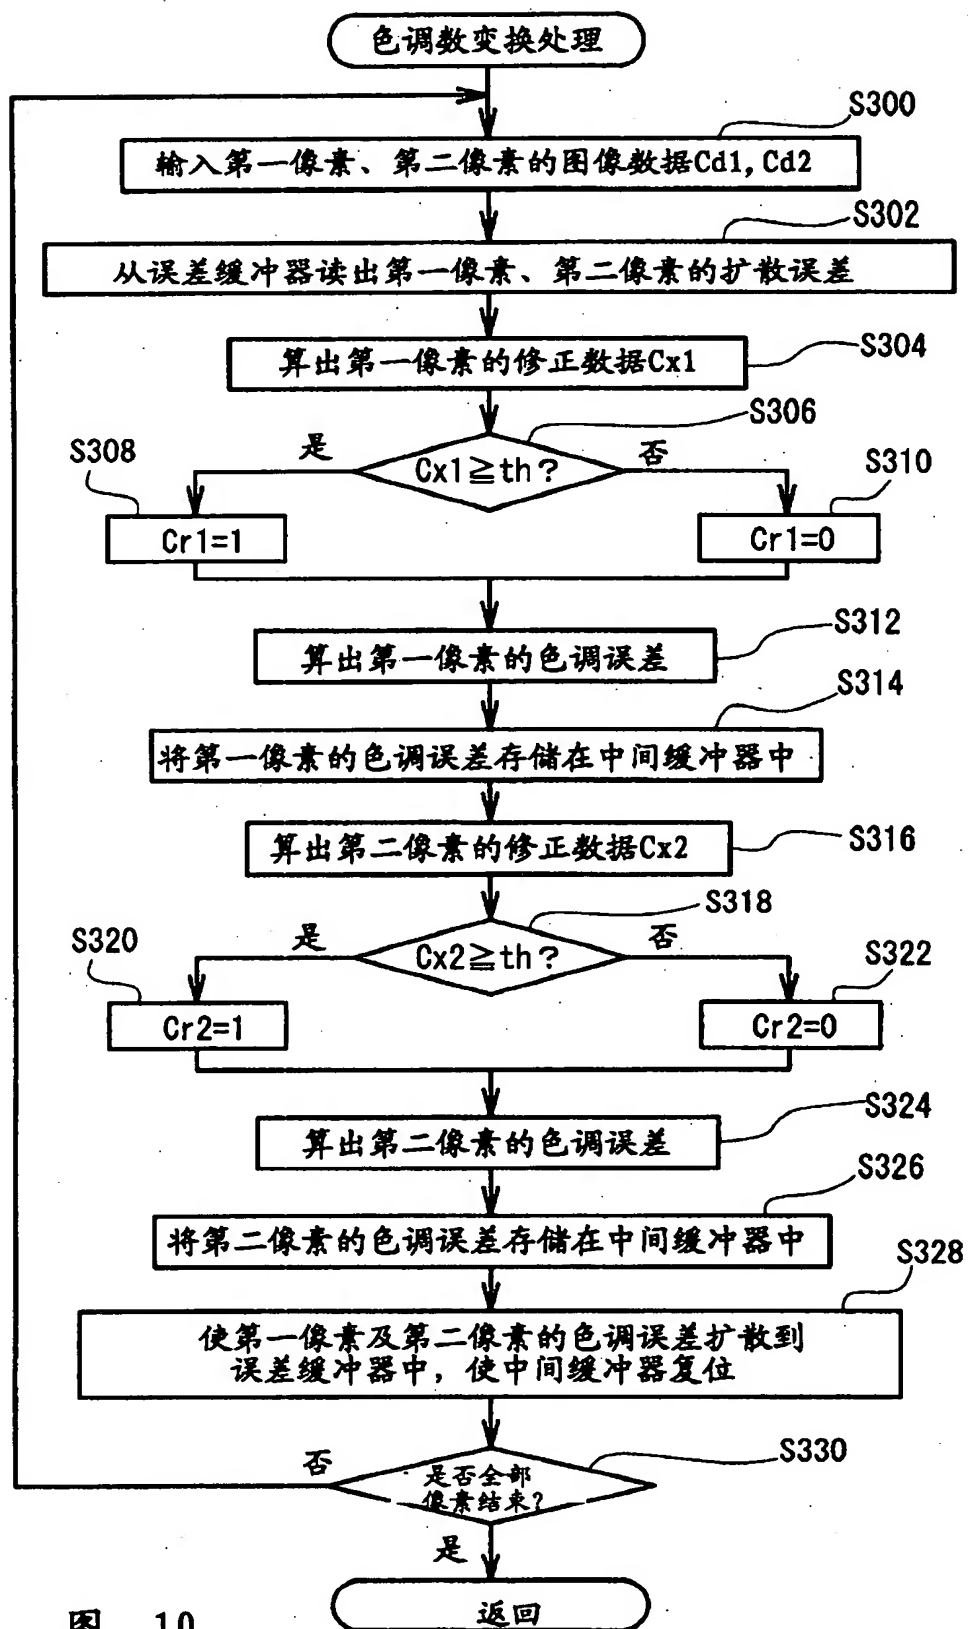 色调数变换处理
S300
输入第一像素、第二像素的图像数据Cd1,Cd2
S302
从误差缓冲器读出第一像素、第二像素的扩散误差
S304
算出第一像素的修正数据Cx1
S306
S308
是
Cx1≧th?
否
S310
Cr1=1
Cr1=0
S312
算出第一像素的色调误差
S314
将第一像素的色调误差存储在中间缓冲器中
S316
算出第二像素的修正数据Cx2
S318
S320
是
Cx2≧th?
否
S322
Cr2=1
Cr2=0
S324
算出第二像素的色调误差
S326
将第二像素的色调误差存储在中间缓冲器中
S328
使第一像素及第二像素的色调误差扩散到
误差缓冲器中，使中间缓冲器复位
S330
否
是否全部
像素结束?
是
返回
图 10